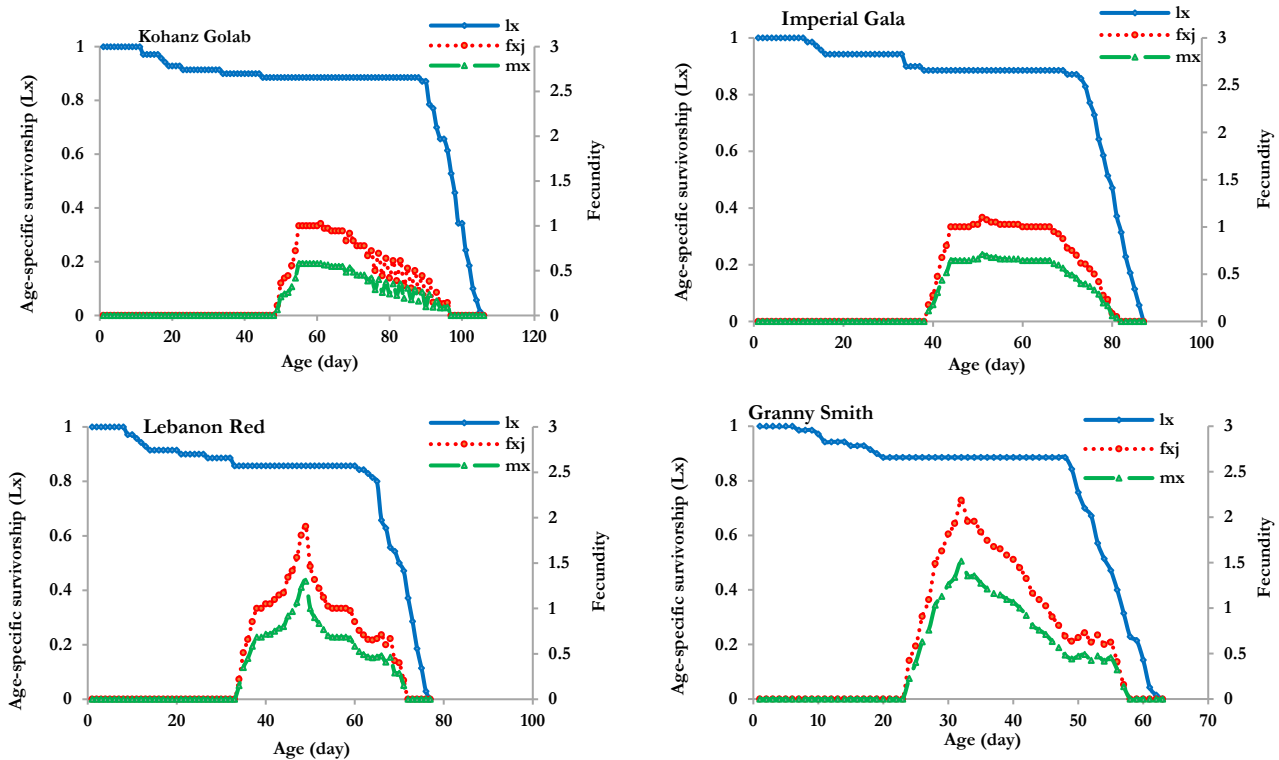 Kohanz Golab
lx
fxj
mx
Age-specific survivorship (Lx)
1
0.8
0.6
0.4
0.2
0
3
2.5
2
1.5
1
0.5
0
Fecundity
0 20 40 60 80 100 120
Age (day)
Imperial Gala
lx
fxj
mx
Age-specific survivorship (Lx)
1
0.8
0.6
0.4
0.2
0
3
2.5
2
1.5
1
0.5
0
Fecundity
0 20 40 60 80 100
Age (day)
Lebanon Red
lx
fxj
mx
Age-specific survivorship (Lx)
1
0.8
0.6
0.4
0.2
0
3
2.5
2
1.5
1
0.5
0
Fecundity
0 20 40 60 80 100
Age (day)
Granny Smith
lx
fxj
mx
Age-specific survivorship (Lx)
1
0.8
0.6
0.4
0.2
0
3
2.5
2
1.5
1
0.5
0
Fecundity
0 10 20 30 40 50 60 70
Age (day)